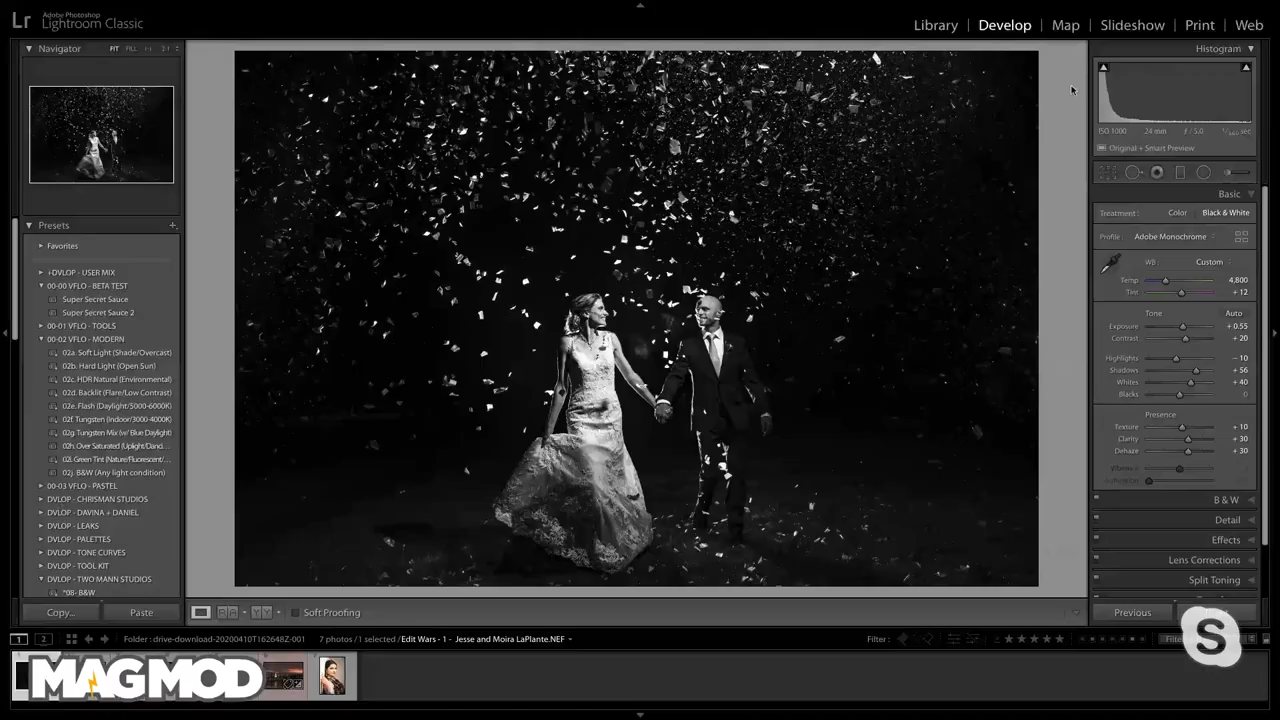 Lr
Adobe Photoshop
Lightroom Classic
Library | Develop | Map | Slideshow | Print | Web
Navigator FIT FILL
Histogram
ISO 1000 24 mm f / 5.0
Original + Smart Preview
Basic
Treatment: Color Black & White
Profile: Adobe Monochrome
WB: Custom
Temp 4,800
Tint + 12
Tone Auto
Exposure + 0.55
Contrast + 20
Highlights − 10
Shadows + 56
Whites + 40
Blacks 0
Presence
Texture + 10
Clarity + 30
Dehaze + 30
B & W
Detail
Effects
Lens Corrections
Split Toning
Previous
Presets +
Favorites
+DVLOP - USER MIX
00-00 VFLO - BETA TEST
Super Secret Sauce
Super Secret Sauce 2
00-01 VFLO - TOOLS
00-02 VFLO - MODERN
02a. Soft Light (Shade/Overcast)
02b. Hard Light (Open Sun)
02c. HDR Natural (Environmental)
02d. Backlit (Flare/Low Contrast)
02e. Flash (Daylight/5000-6000K)
02f. Tungsten (Indoor/3000-4000K)
02g. Tungsten Mix (w/ Blue Daylight)
02h. Over Saturated (Uplight/Danci...
02i. Green Tint (Nature/Fluorescent/...
02j. B&W (Any light condition)
00-03 VFLO - PASTEL
DVLOP - CHRISMAN STUDIOS
DVLOP - DAVINA + DANIEL
DVLOP - LEAKS
DVLOP - PALETTES
DVLOP - TONE CURVES
DVLOP - TOOL KIT
DVLOP - TWO MANN STUDIOS
*08- B&W
Copy... Paste
Soft Proofing
1 2 Folder : drive-download-20200410T162648Z-001 7 photos / 1 selected / Edit Wars - 1 - Jesse and Moira LaPlante.NEF
Filter :
MAGMOD
S